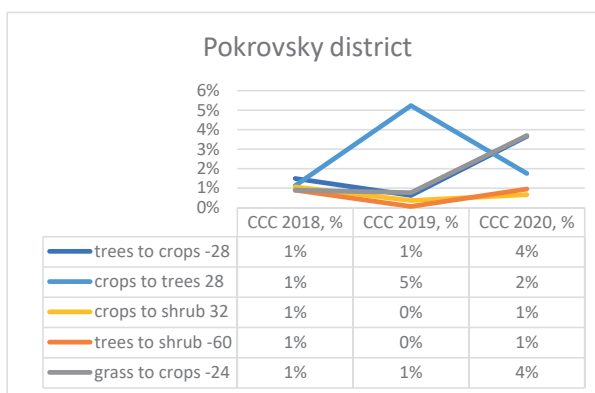 Pokrovsky district
6%
5%
4%
3%
2%
1%
0%
CCC 2018, % CCC 2019, % CCC 2020, %
trees to crops -28 1% 1% 4%
crops to trees 28 1% 5% 2%
crops to shrub 32 1% 0% 1%
trees to shrub -60 1% 0% 1%
grass to crops -24 1% 1% 4%